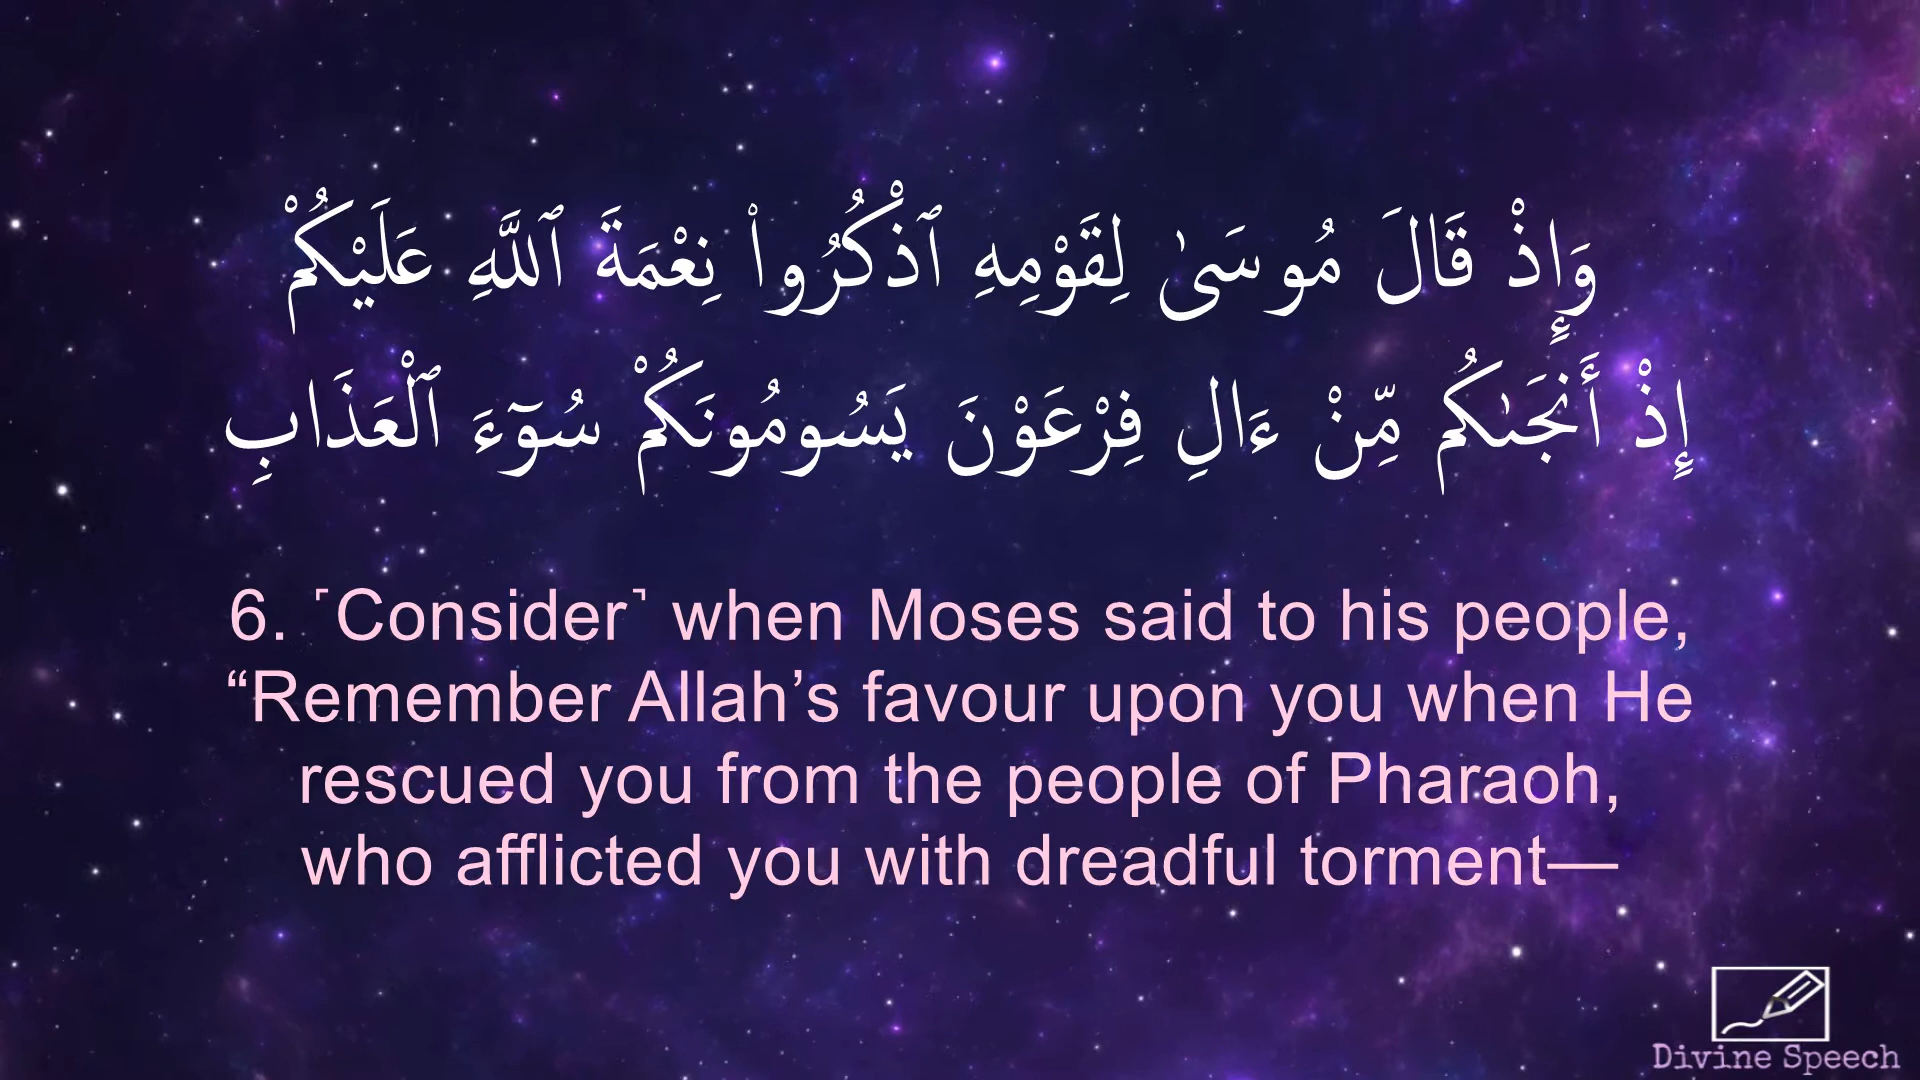 وَإِذْ قَالَ مُوسَىٰ لِقَوْمِهِ ٱذْكُرُوا۟ نِعْمَةَ ٱللَّهِ عَلَيْكُمْ
إِذْ أَنجَىٰكُم مِّنْ ءَالِ فِرْعَوْنَ يَسُومُونَكُمْ سُوٓءَ ٱلْعَذَابِ
6. ˹Consider˺ when Moses said to his people,
“Remember Allah’s favour upon you when He
rescued you from the people of Pharaoh,
who afflicted you with dreadful torment—
Divine Speech